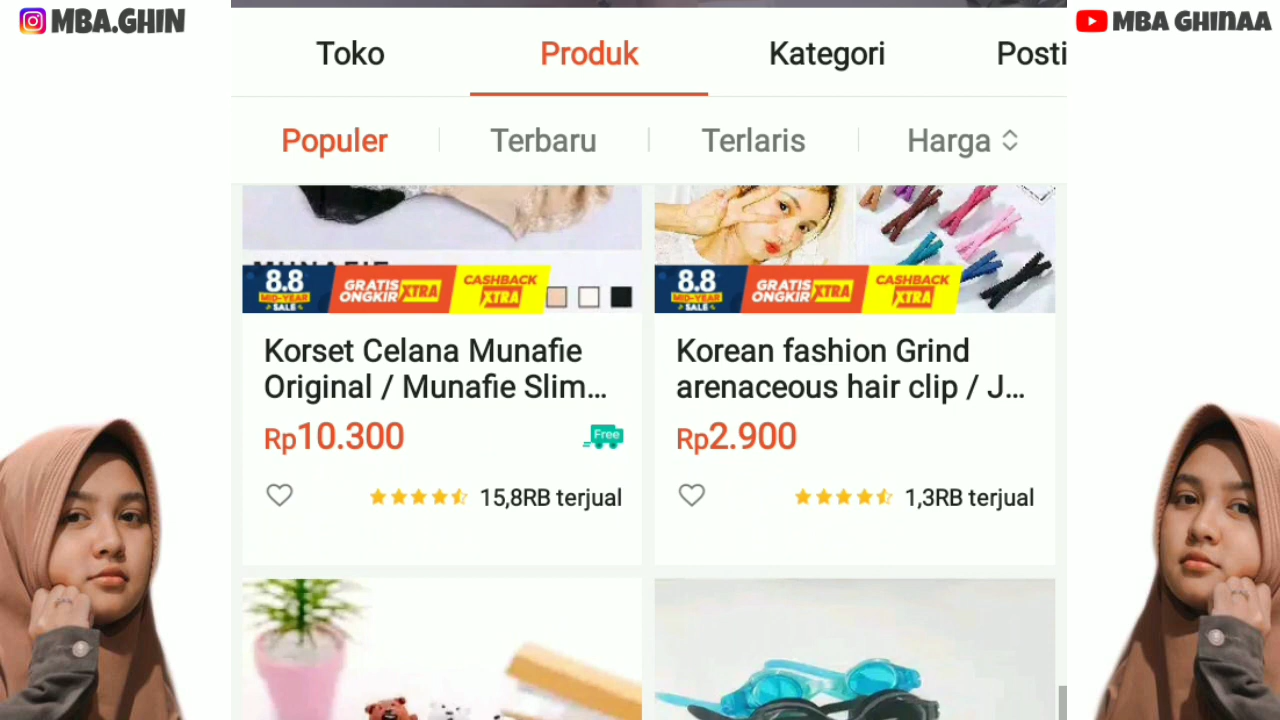 MBA.GHIN
MBA GHINAA
Toko
Produk
Kategori
Posti
Populer
Terbaru
Terlaris
Harga
MUNAFIE
8.8
MID-YEAR
SALE
GRATIS
ONGKIR XTRA
CASHBACK
XTRA
8.8
MID-YEAR
SALE
GRATIS
ONGKIR XTRA
CASHBACK
XTRA
Korset Celana Munafie
Original / Munafie Slim...
Rp10.300
Free
15,8RB terjual
Korean fashion Grind
arenaceous hair clip / J...
Rp2.900
1,3RB terjual